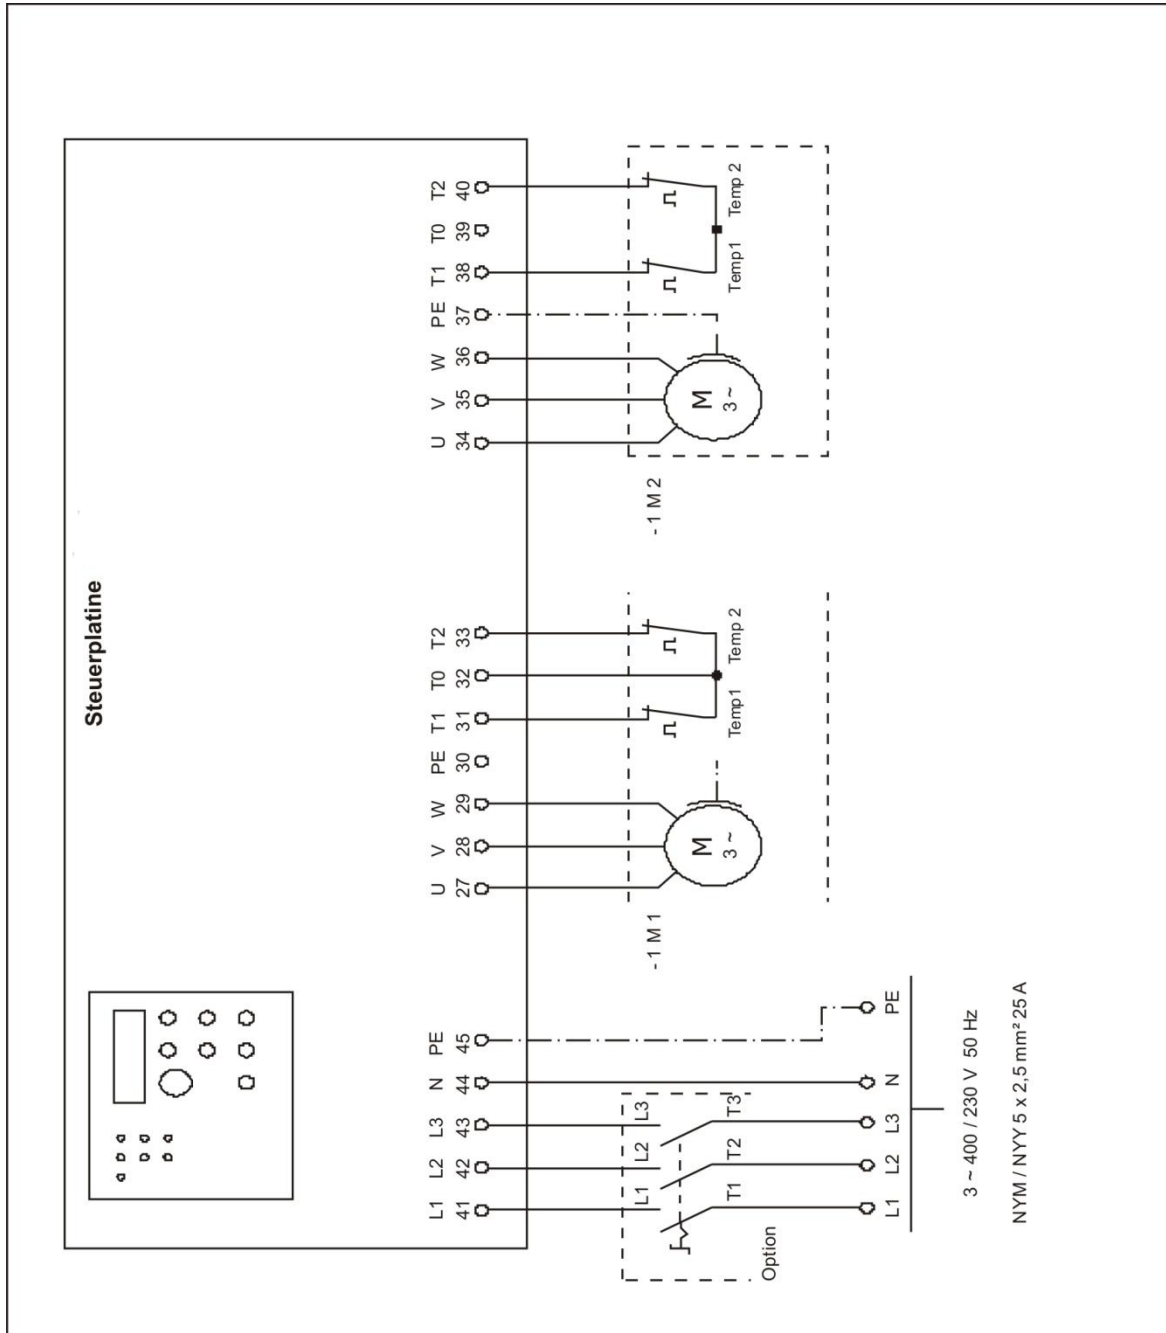 Steuerplatine
L1 L2 L3 N PE U V W PE T1 T0 T2 U V W PE T1 T0 T2
41 42 43 44 45 27 28 29 30 31 32 33 34 35 36 37 38 39 40
L1 L2 L3
T1 T2 T3
Option
- 1 M 1
M
3 ~
Temp1 Temp 2
- 1 M 2
M
3 ~
Temp1 Temp 2
L1 L2 L3 N PE
3 ~ 400 / 230 V 50 Hz
NYM / NYY 5 x 2,5 mm² 25 A